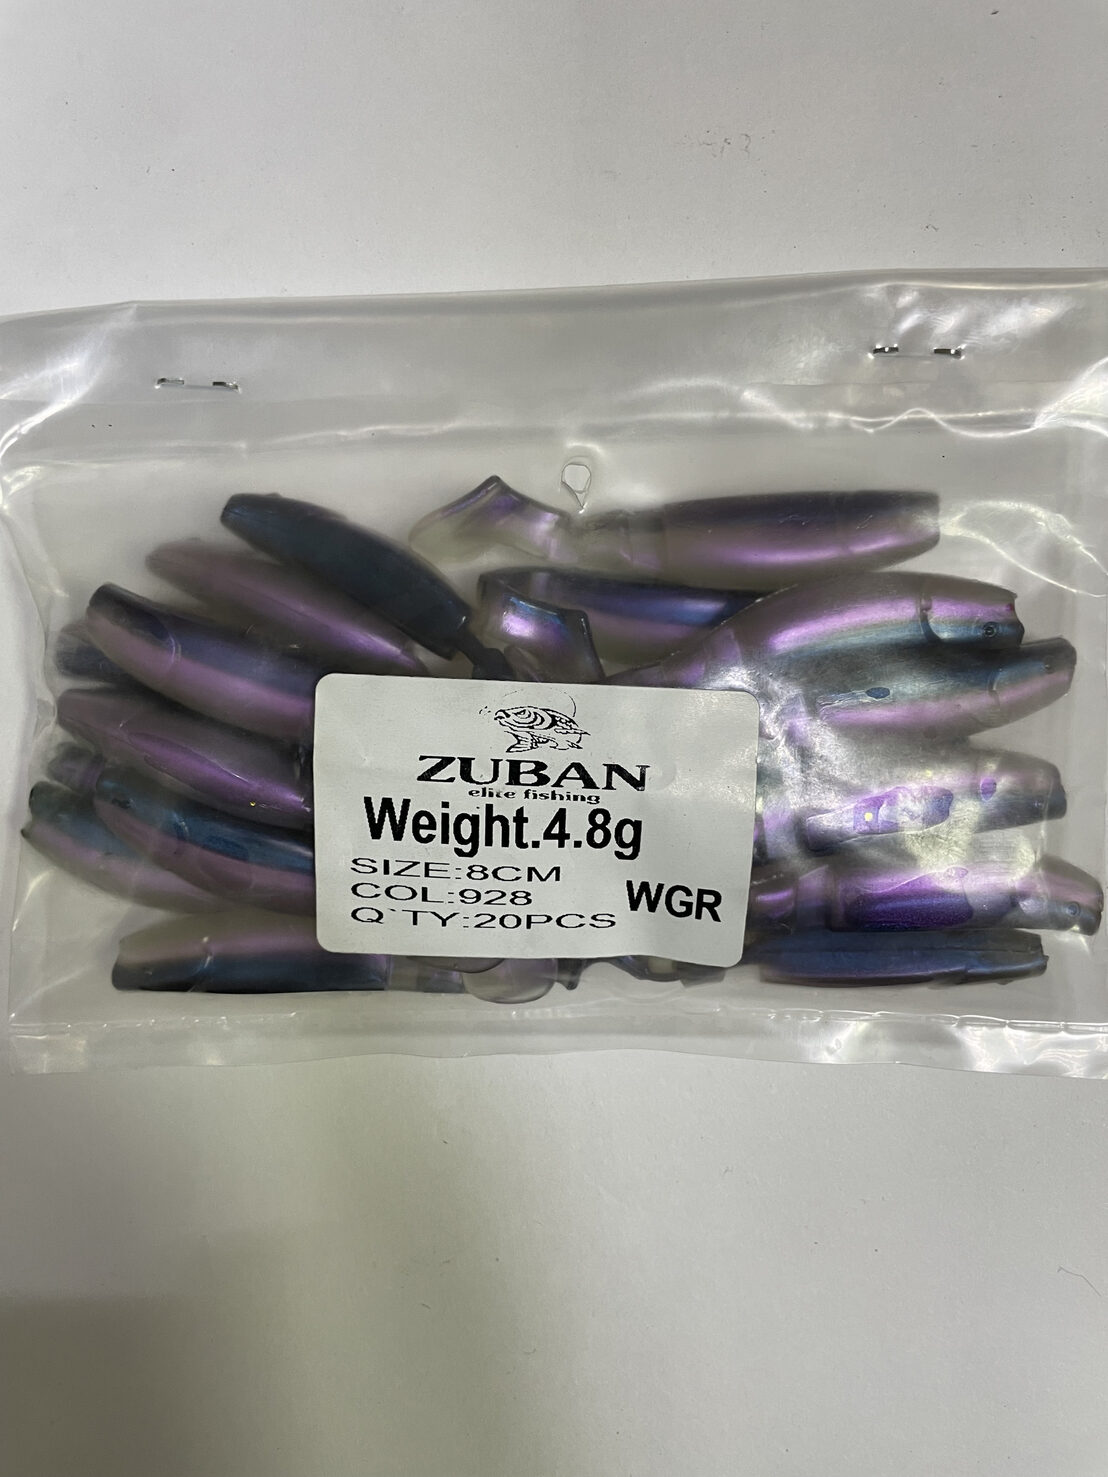 ZUBAN
elite fishing
Weight.4.8g
SIZE:8CM
COL:928
WGR
Q`TY:20PCS